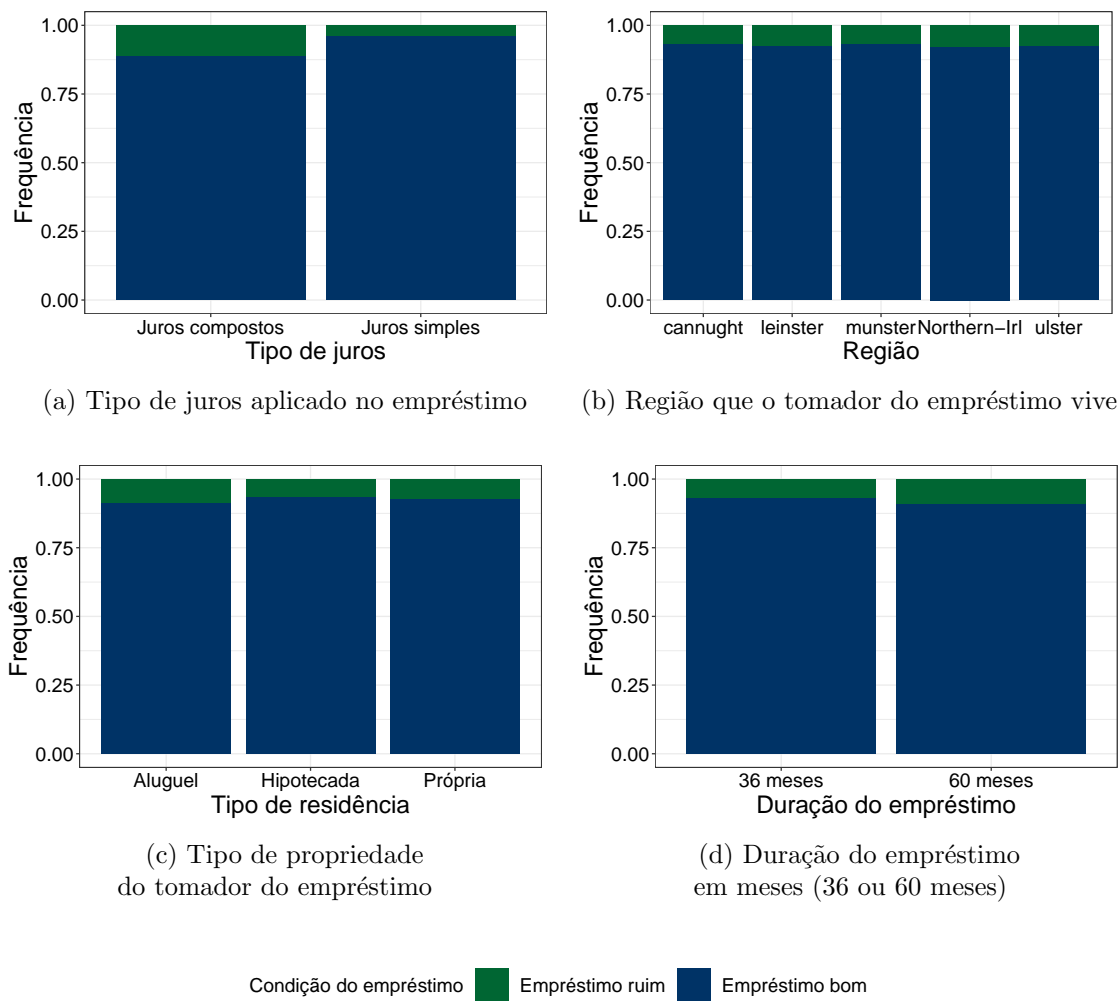 1.00
0.75
0.50
0.25
0.00
Frequência
Juros compostos
Juros simples
Tipo de juros
(a) Tipo de juros aplicado no empréstimo
1.00
0.75
0.50
0.25
0.00
Frequência
cannught
leinster
munster
Northern−Irl
ulster
Região
(b) Região que o tomador do empréstimo vive
1.00
0.75
0.50
0.25
0.00
Frequência
Aluguel
Hipotecada
Própria
Tipo de residência
(c) Tipo de propriedade
do tomador do empréstimo
1.00
0.75
0.50
0.25
0.00
Frequência
36 meses
60 meses
Duração do empréstimo
(d) Duração do empréstimo
em meses (36 ou 60 meses)
Condição do empréstimo Empréstimo ruim Empréstimo bom